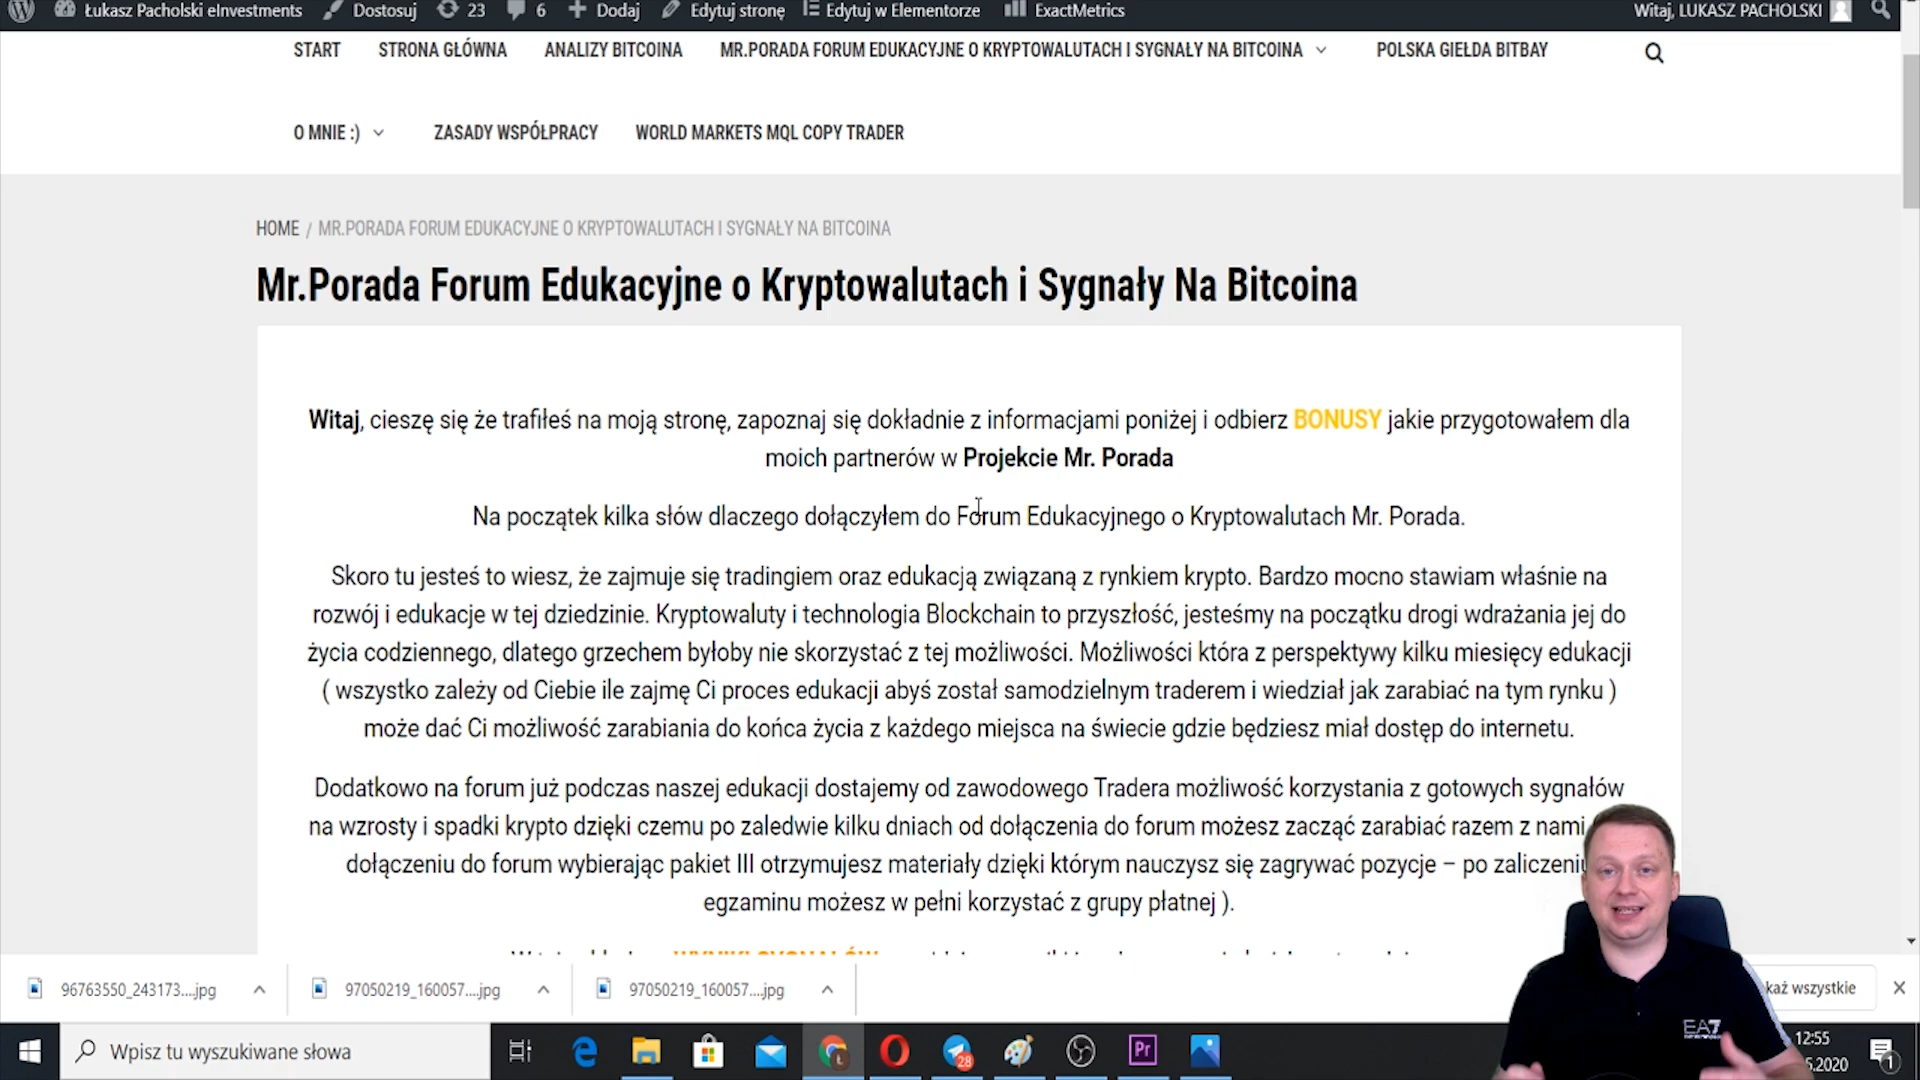 Łukasz Pacholski eInvestments Dostosuj 23 6 Dodaj Edytuj stronę Edytuj w Elementorze ExactMetrics Witaj, LUKASZ PACHOLSKI
START STRONA GŁÓWNA ANALIZY BITCOINA MR.PORADA FORUM EDUKACYJNE O KRYPTOWALUTACH I SYGNAŁY NA BITCOINA POLSKA GIEŁDA BITBAY
O MNIE :) ZASADY WSPÓŁPRACY WORLD MARKETS MQL COPY TRADER
HOME / MR.PORADA FORUM EDUKACYJNE O KRYPTOWALUTACH I SYGNAŁY NA BITCOINA
Mr.Porada Forum Edukacyjne o Kryptowalutach i Sygnały Na Bitcoina
Witaj, cieszę się że trafiłeś na moją stronę, zapoznaj się dokładnie z informacjami poniżej i odbierz BONUSY jakie przygotowałem dla
moich partnerów w Projekcie Mr. Porada
Na początek kilka słów dlaczego dołączyłem do Forum Edukacyjnego o Kryptowalutach Mr. Porada.
Skoro tu jesteś to wiesz, że zajmuje się tradingiem oraz edukacją związaną z rynkiem krypto. Bardzo mocno stawiam właśnie na
rozwój i edukacje w tej dziedzinie. Kryptowaluty i technologia Blockchain to przyszłość, jesteśmy na początku drogi wdrażania jej do
życia codziennego, dlatego grzechem byłoby nie skorzystać z tej możliwości. Możliwości która z perspektywy kilku miesięcy edukacji
( wszystko zależy od Ciebie ile zajmę Ci proces edukacji abyś został samodzielnym traderem i wiedział jak zarabiać na tym rynku )
może dać Ci możliwość zarabiania do końca życia z każdego miejsca na świecie gdzie będziesz miał dostęp do internetu.
Dodatkowo na forum już podczas naszej edukacji dostajemy od zawodowego Tradera możliwość korzystania z gotowych sygnałów
na wzrosty i spadki krypto dzięki czemu po zaledwie kilku dniach od dołączenia do forum możesz zacząć zarabiać razem z nami
dołączeniu do forum wybierając pakiet III otrzymujesz materiały dzięki którym nauczysz się zagrywać pozycje – po zaliczeniu
egzaminu możesz w pełni korzystać z grupy płatnej ).
96763550_243173....jpg 97050219_160057....jpg 97050219_160057....jpg każ wszystkie
Wpisz tu wyszukiwane słowa 28 Pr EA7 12:55
5.2020 1